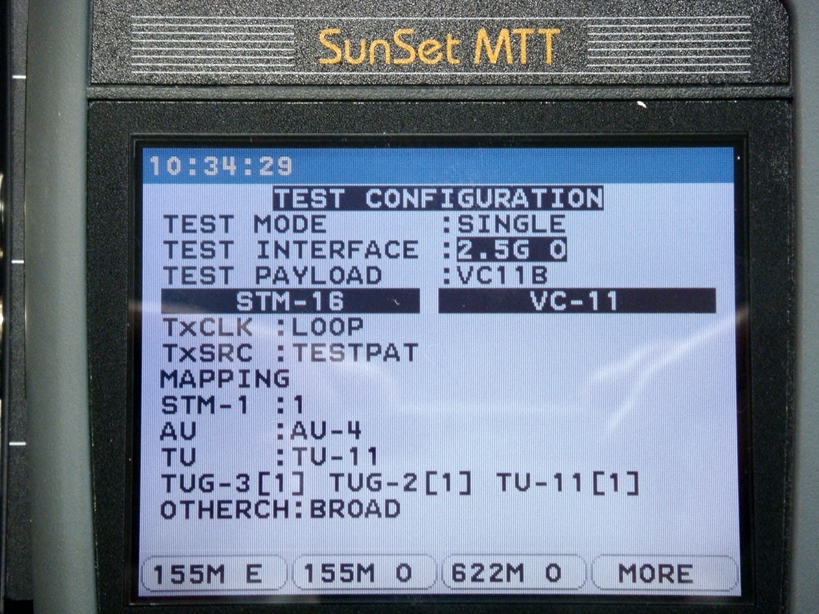 SunSet MTT
10:34:29
TEST CONFIGURATION
TEST MODE :SINGLE
TEST INTERFACE :2.5G O
TEST PAYLOAD :VC11B
STM-16 VC-11
TxCLK :LOOP
TxSRC :TESTPAT
MAPPING
STM-1 :1
AU :AU-4
TU :TU-11
TUG-3[1] TUG-2[1] TU-11[1]
OTHERCH:BROAD
155M E 155M O 622M O MORE